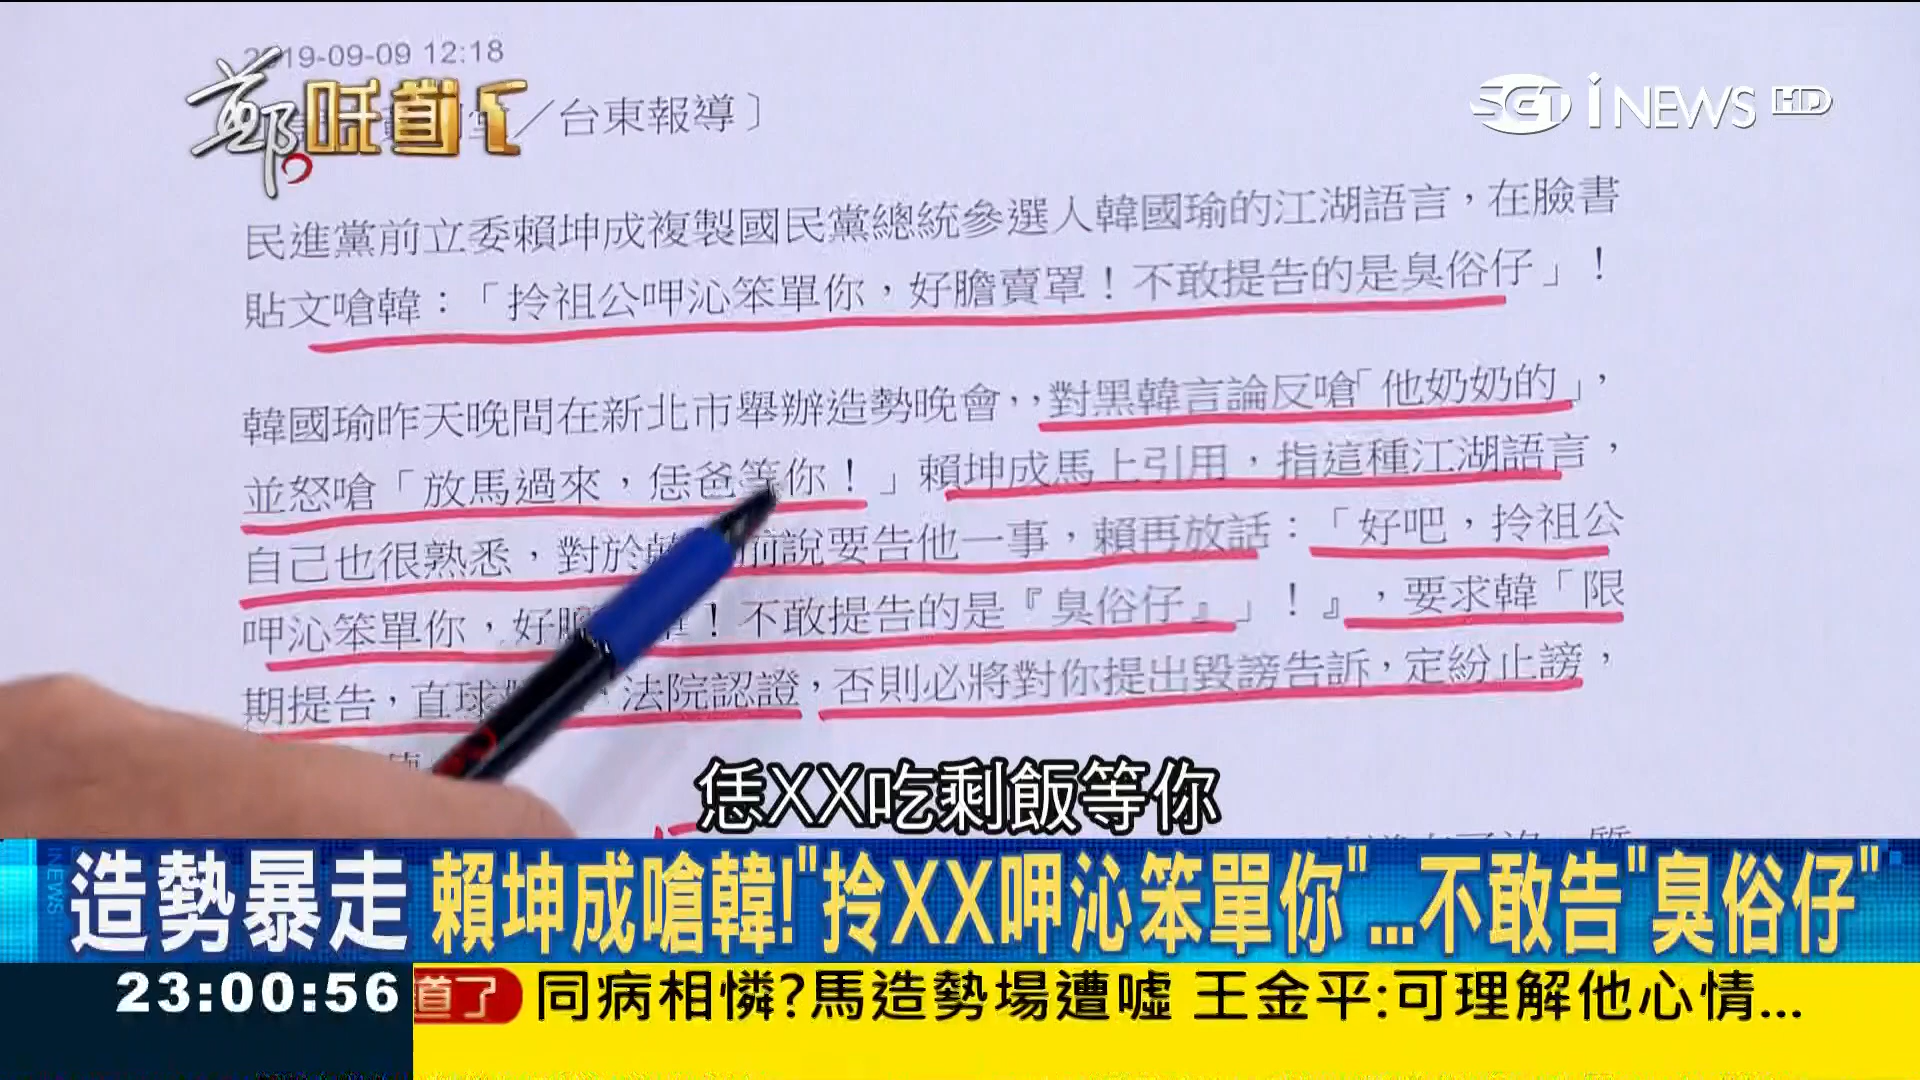 2019-09-09 12:18
鄭知道了
／台東報導〕
SET iNEWS HD
民進黨前立委賴坤成複製國民黨總統參選人韓國瑜的江湖語言，在臉書
貼文嗆韓：「拎祖公呷沁笨單你，好膽賣罩！不敢提告的是臭俗仔」！
韓國瑜昨天晚間在新北市舉辦造勢晚會，，對黑韓言論反嗆「他奶奶的」，
並怒嗆「放馬過來，恁爸等你！」賴坤成馬上引用，指這種江湖語言，
自己也很熟悉，對於韓 前說要告他一事，賴再放話：「好吧，拎祖公
呷沁笨單你，好膽 罩！不敢提告的是『臭俗仔』」！』，要求韓「限
期提告，直球 法院認證，否則必將對你提出毀謗告訴，定紛止謗，
恁XX吃剩飯等你
INEWS
造勢暴走 賴坤成嗆韓!"拎XX呷沁笨單你"...不敢告"臭俗仔"
23:00:56 道了 同病相憐?馬造勢場遭噓 王金平:可理解他心情...